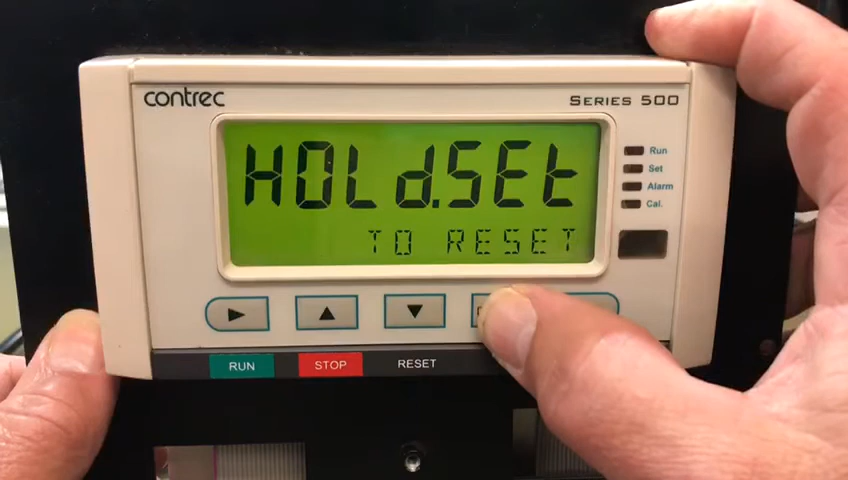 contrec
SERIES 500
HOLd.SEt
TO RESET
Run
Set
Alarm
Cal.
RUN
STOP
RESET